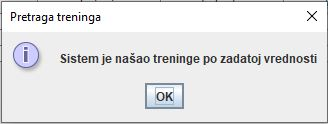 Pretraga treninga
Sistem je našao treninge po zadatoj vrednosti
OK